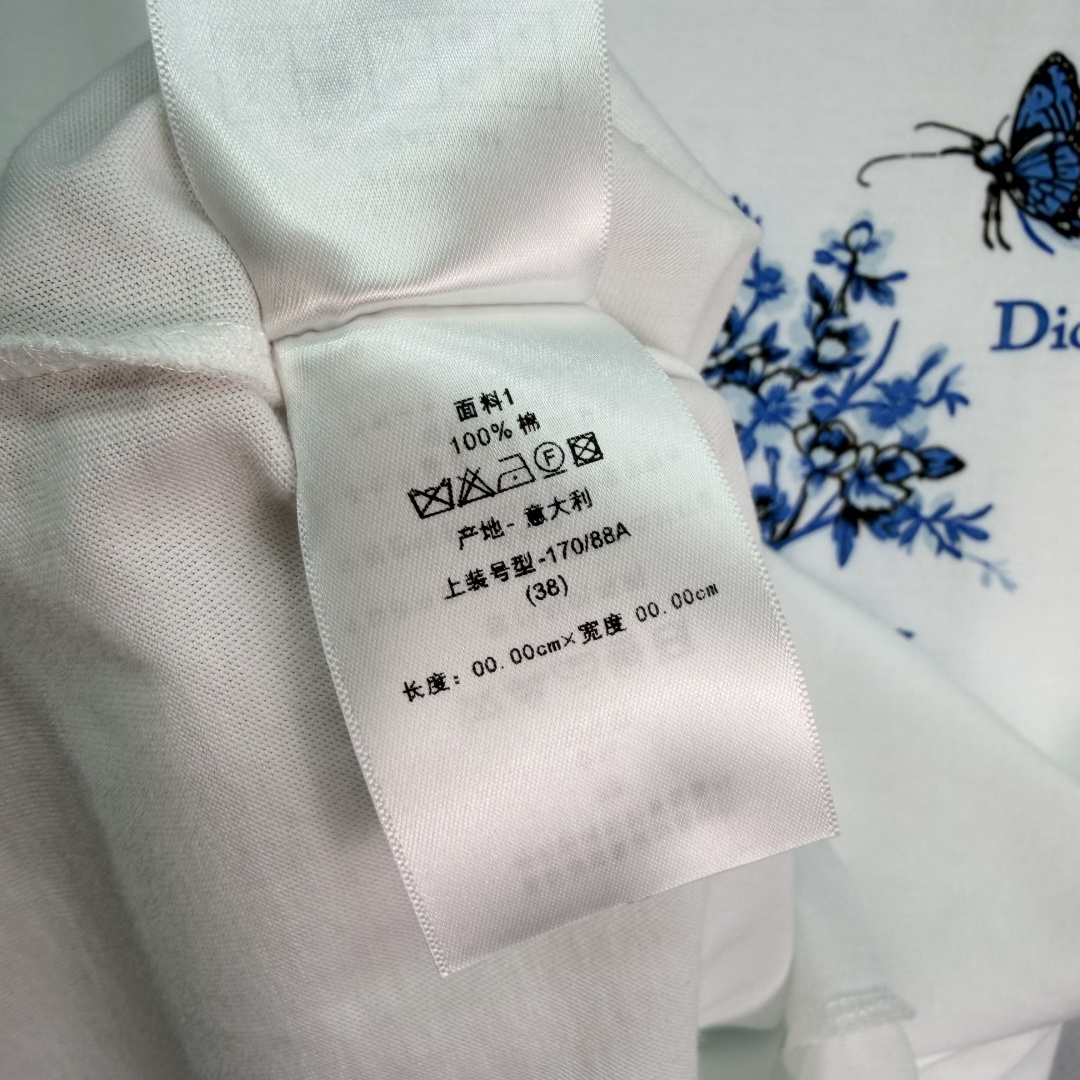 面料1
100% 棉
F
产地- 意大利
上装号型-170/88A
(38)
长度: 00.00cm×宽度 00.00cm
Dio